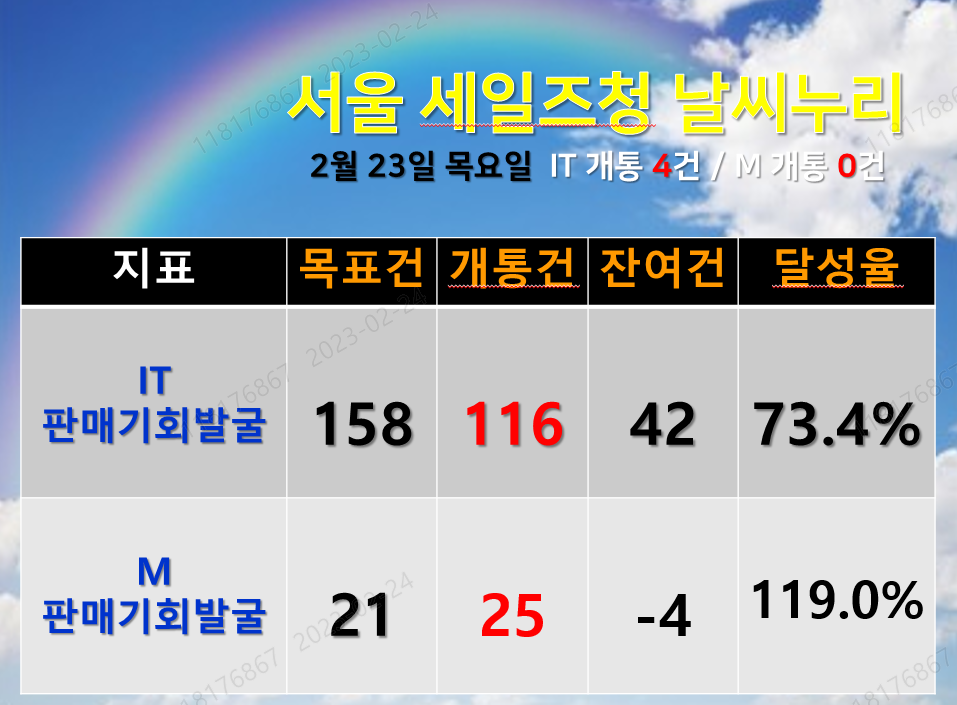 서울 세일즈청 날씨누리
2월 23일 목요일 IT 개통 4건 / M 개통 0건
지표 목표건 개통건 잔여건 달성율
IT
판매기회발굴 158 116 42 73.4%
M
판매기회발굴 21 25 -4 119.0%
118176867 2023-02-24